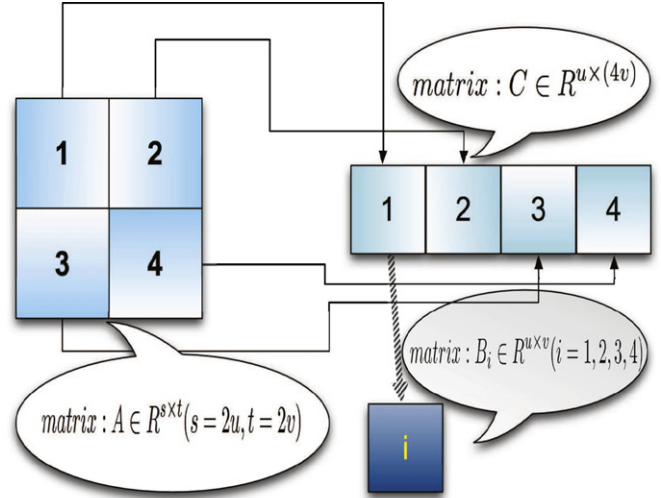 matrix : C ∈ R^{u×(4v)}
1 2
3 4
1 2 3 4
matrix : B_i ∈ R^{u×v}(i = 1, 2, 3, 4)
matrix : A ∈ R^{s×t}(s = 2u, t = 2v)
i